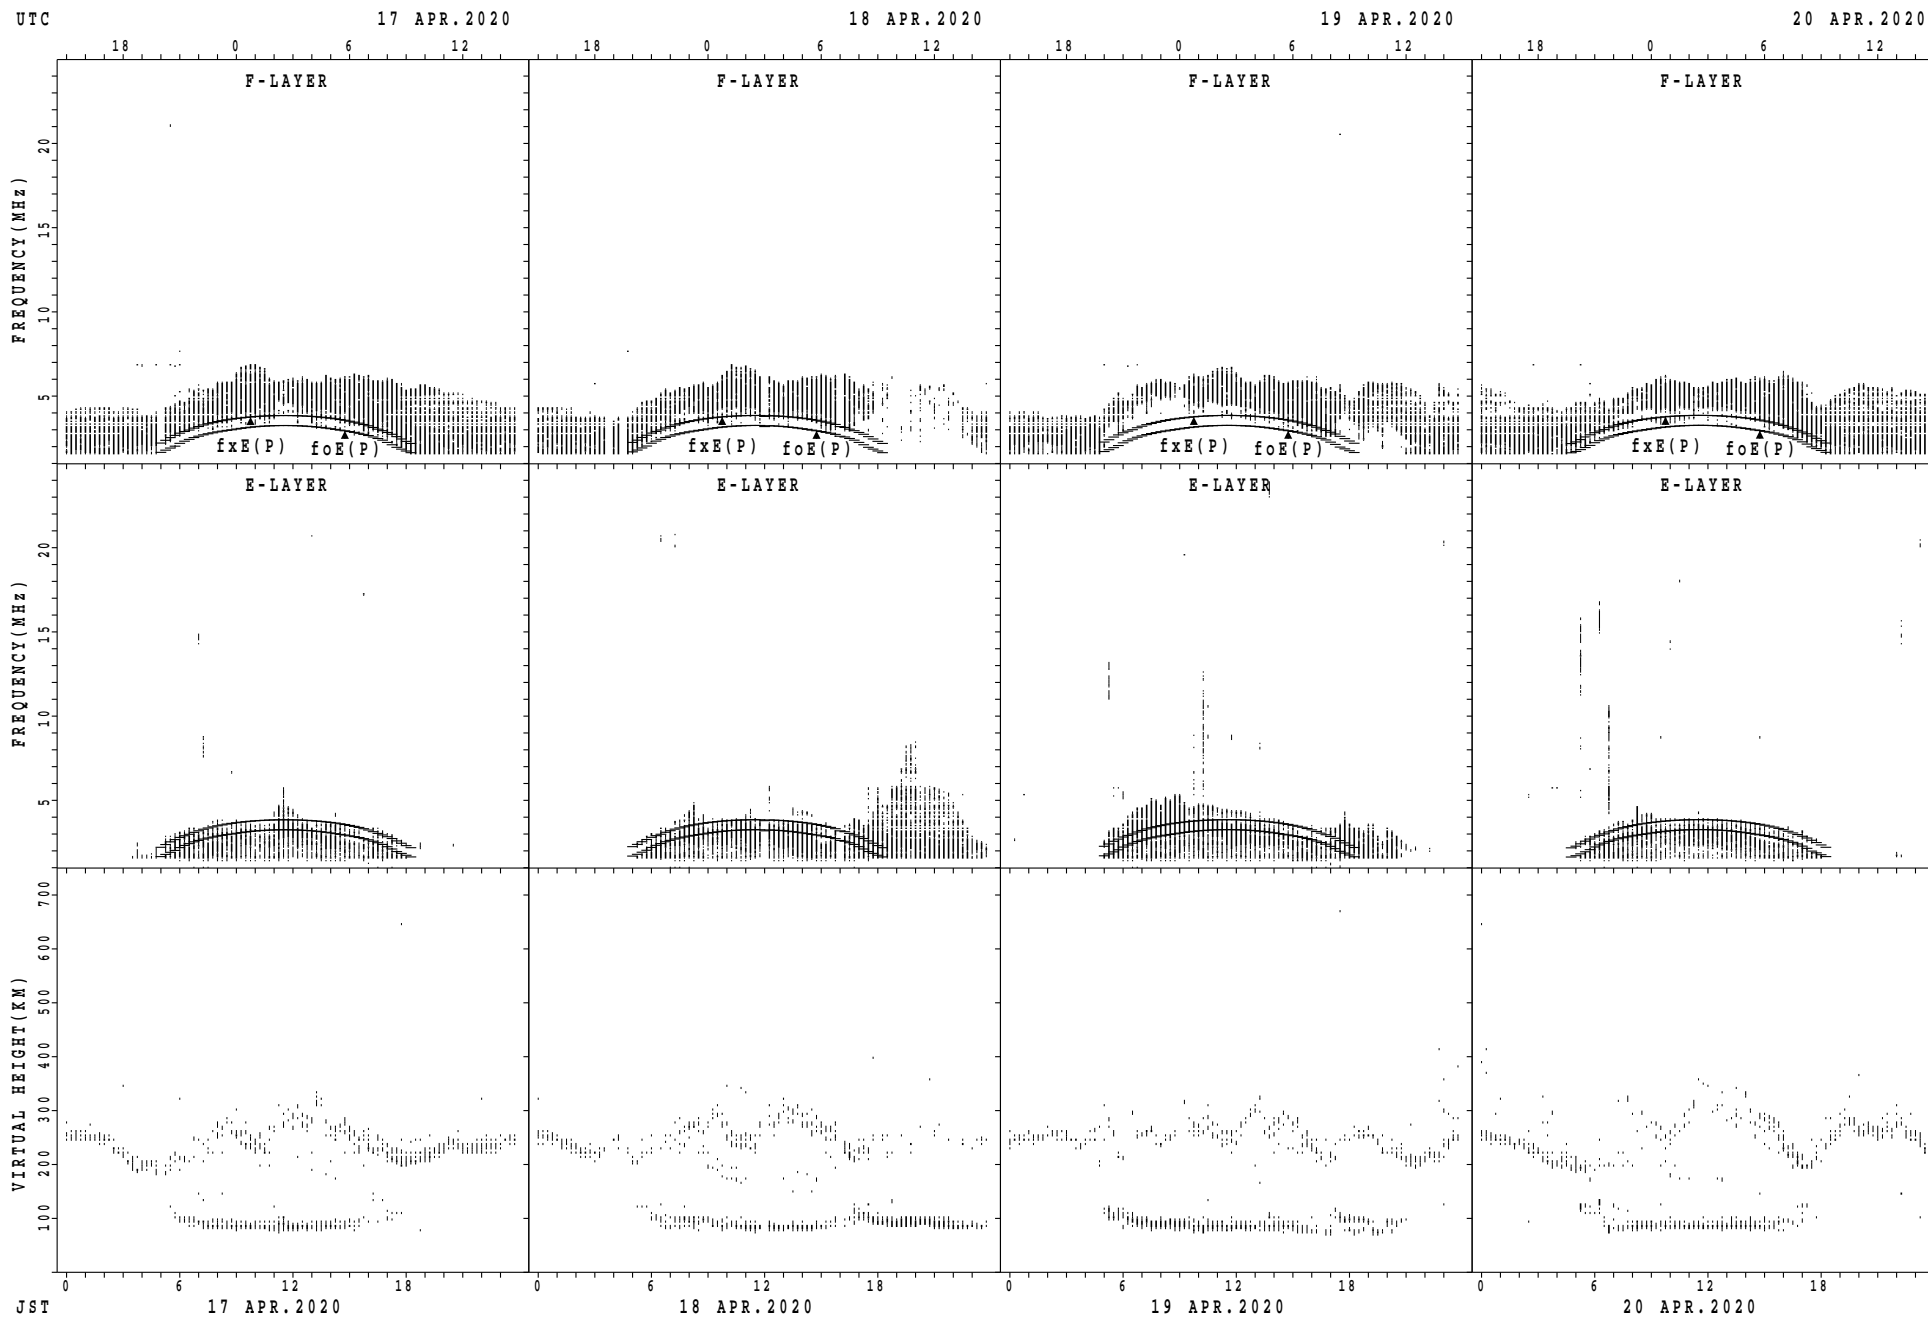 UTC 17 APR.2020 18 APR.2020 19 APR.2020 20 APR.2020
18 0 6 12 18 0 6 12 18 0 6 12 18 0 6 12
F-LAYER F-LAYER F-LAYER F-LAYER
FREQUENCY(MHz)
20
15
10
5
fxE(P) foE(P) fxE(P) foE(P) fxE(P) foE(P) fxE(P) foE(P)
E-LAYER E-LAYER E-LAYER E-LAYER
FREQUENCY(MHz)
20
15
10
5
VIRTUAL HEIGHT(KM)
700
600
500
400
300
200
100
0 6 12 18 0 6 12 18 0 6 12 18 0 6 12 18
JST 17 APR.2020 18 APR.2020 19 APR.2020 20 APR.2020